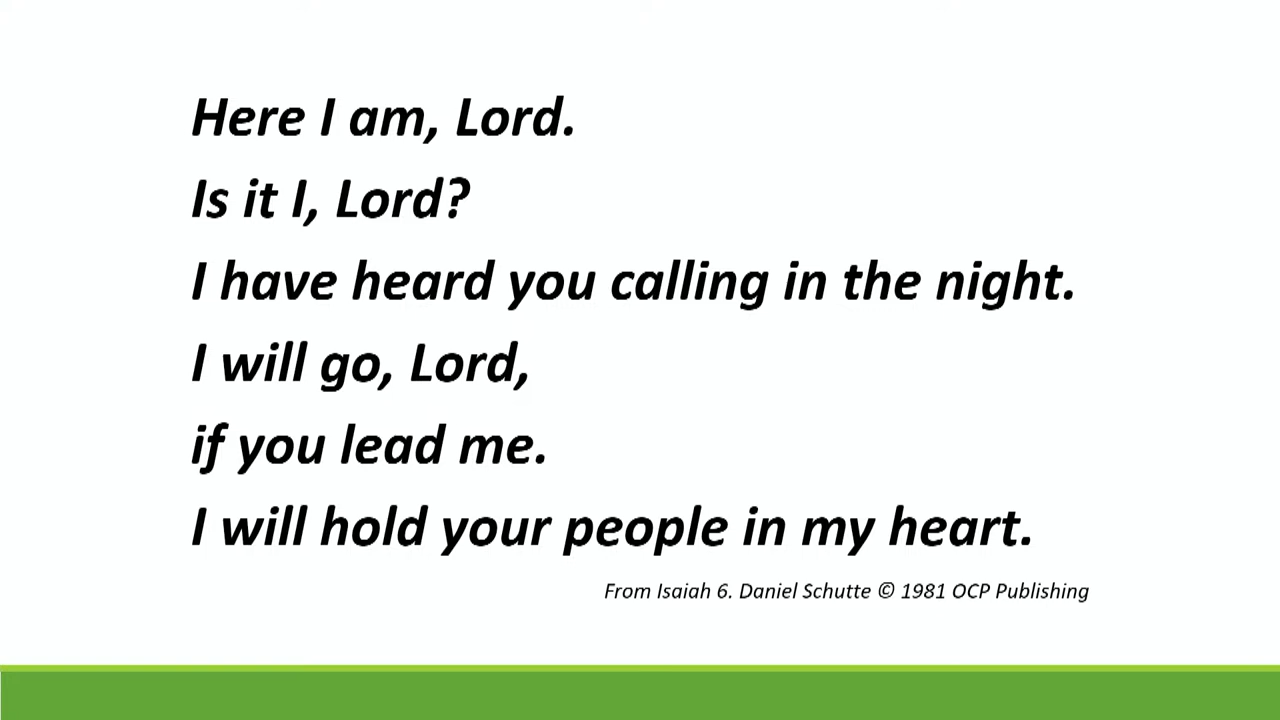 Here I am, Lord.
Is it I, Lord?
I have heard you calling in the night.
I will go, Lord,
if you lead me.
I will hold your people in my heart.
From Isaiah 6. Daniel Schutte © 1981 OCP Publishing